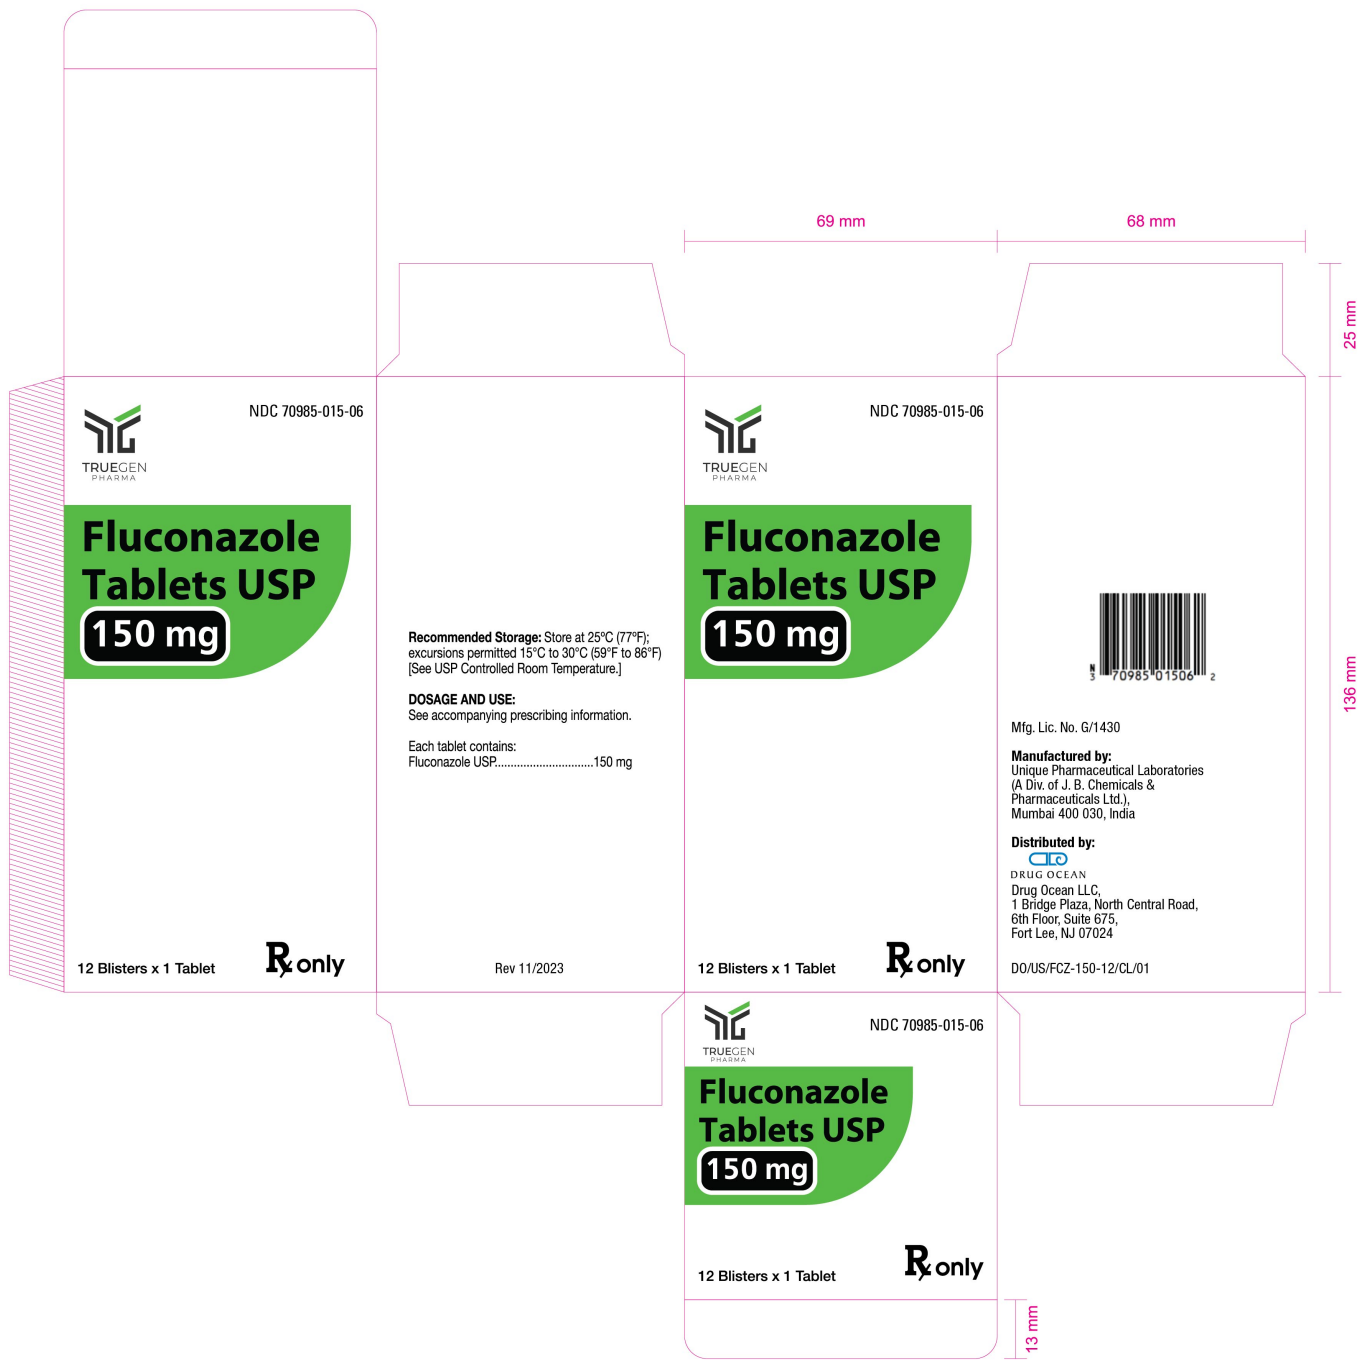 69 mm
68 mm
25 mm
136 mm
NDC 70985-015-06
TRUEGEN
PHARMA
Fluconazole
Tablets USP
150 mg
12 Blisters x 1 Tablet
Rx only
Recommended Storage: Store at 25°C (77°F);
excursions permitted 15°C to 30°C (59°F to 86°F)
[See USP Controlled Room Temperature.]
DOSAGE AND USE:
See accompanying prescribing information.
Each tablet contains:
Fluconazole USP...............................150 mg
Rev 11/2023
NDC 70985-015-06
TRUEGEN
PHARMA
Fluconazole
Tablets USP
150 mg
12 Blisters x 1 Tablet
Rx only
N
3 70985 01506 2
Mfg. Lic. No. G/1430
Manufactured by:
Unique Pharmaceutical Laboratories
(A Div. of J. B. Chemicals &
Pharmaceuticals Ltd.),
Mumbai 400 030, India
Distributed by:
DRUG OCEAN
Drug Ocean LLC,
1 Bridge Plaza, North Central Road,
6th Floor, Suite 675,
Fort Lee, NJ 07024
DO/US/FCZ-150-12/CL/01
NDC 70985-015-06
TRUEGEN
PHARMA
Fluconazole
Tablets USP
150 mg
12 Blisters x 1 Tablet
Rx only
13 mm